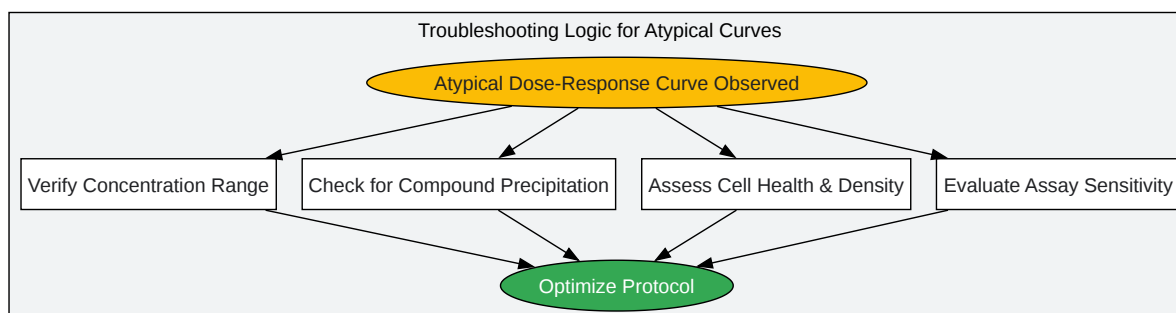 Troubleshooting Logic for Atypical Curves
Atypical Dose-Response Curve Observed
Verify Concentration Range
Check for Compound Precipitation
Assess Cell Health & Density
Evaluate Assay Sensitivity
Optimize Protocol